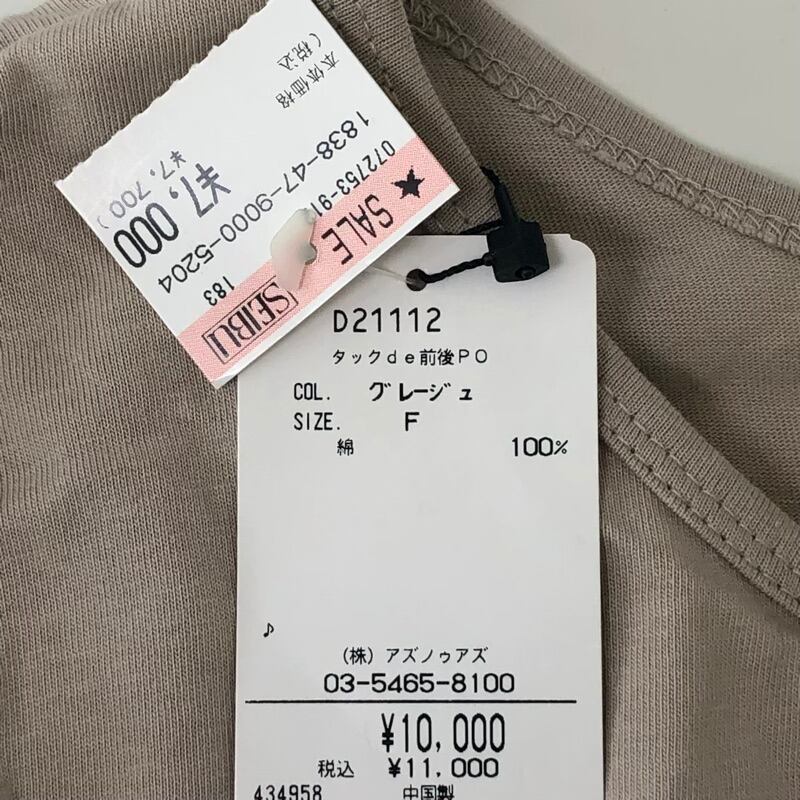 本体価格
(税込
¥7,000
¥7,700)
1838-47-9000-5204
072753-91
183
★ SALE
SEIBU
D21112
タックde前後PO
COL. グレージュ
SIZE. F
綿 100%
♪
(株)アズノゥアズ
03-5465-8100
¥10,000
税込 ¥11,000
434958 中国製